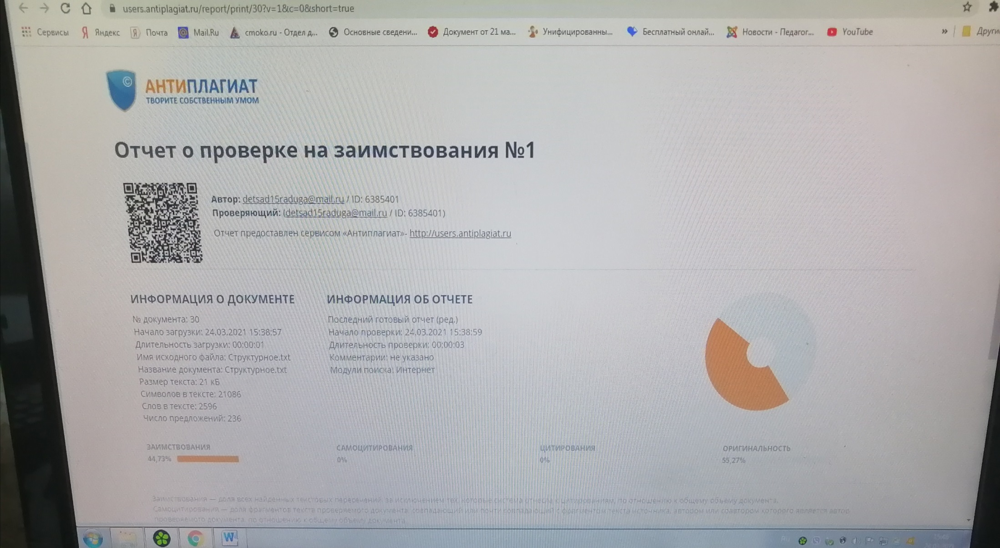 users.antiplagiat.ru/report/print/30?v=1&c=0&short=true
Сервисы Яндекс Почта Mail.Ru cmoko.ru - Отдел д... Основные сведени... Документ от 21 ма... Унифицированны... Бесплатный онлай... Новости - Педагог... YouTube » Други
АНТИПЛАГИАТ
ТВОРИТЕ СОБСТВЕННЫМ УМОМ
Отчет о проверке на заимствования №1
Автор: detsad15raduga@mail.ru / ID: 6385401
Проверяющий: (detsad15raduga@mail.ru / ID: 6385401)
Отчет предоставлен сервисом «Антиплагиат»- http://users.antiplagiat.ru
ИНФОРМАЦИЯ О ДОКУМЕНТЕ
№ документа: 30
Начало загрузки: 24.03.2021 15:38:57
Длительность загрузки: 00:00:01
Имя исходного файла: Структурное.txt
Название документа: Структурное.txt
Размер текста: 21 кБ
Символов в тексте: 21086
Слов в тексте: 2596
Число предложений: 236
ИНФОРМАЦИЯ ОБ ОТЧЕТЕ
Последний готовый отчет (ред.)
Начало проверки: 24.03.2021 15:38:59
Длительность проверки: 00:00:03
Комментарии: не указано
Модули поиска: Интернет
ЗАИМСТВОВАНИЯ
44,73%
САМОЦИТИРОВАНИЯ
0%
ЦИТИРОВАНИЯ
0%
ОРИГИНАЛЬНОСТЬ
55,27%
Заимствования — доля всех найденных текстовых пересечений, за исключением тех, которые система отнесла к цитированиям, по отношению к общему объему документа.
Самоцитирования — доля фрагментов текста проверяемого документа, совпадающий или почти совпадающий с фрагментом текста источника, автором или соавтором которого является автор
проверяемого документа, по отношению к общему объему документа.